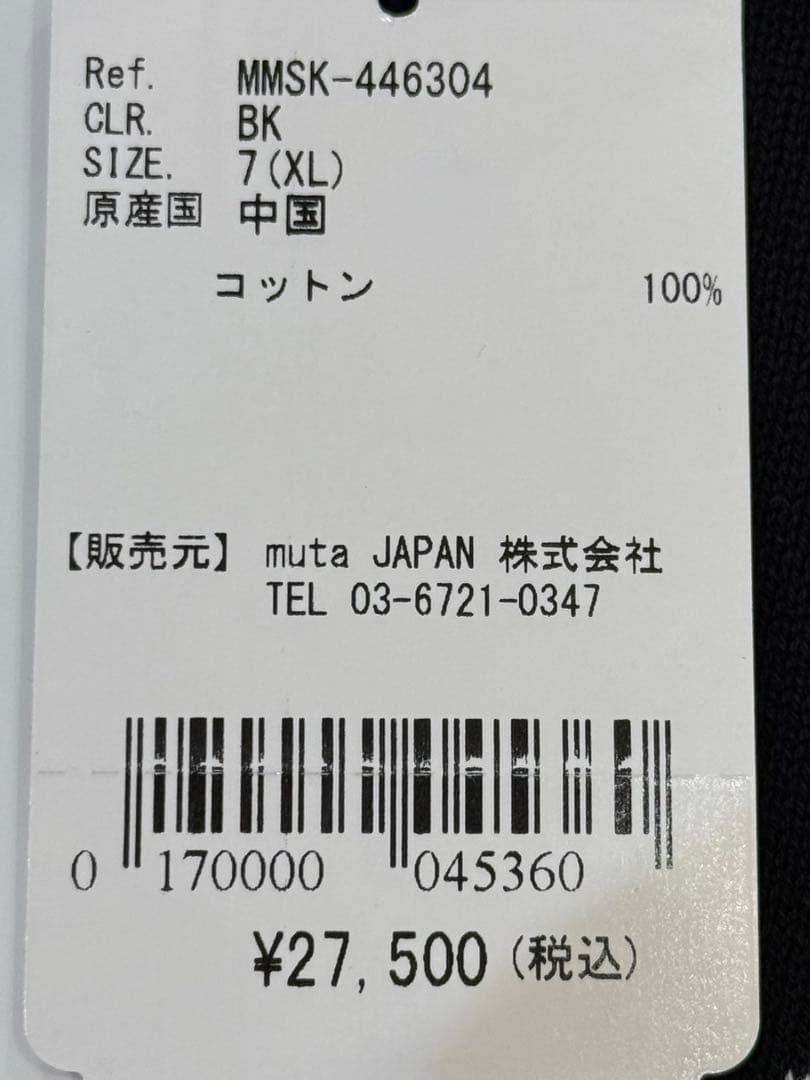 Ref. MMSK-446304
CLR. BK
SIZE. 7(XL)
原産国 中国
コットン 100%
【販売元】 muta JAPAN 株式会社
TEL 03-6721-0347
0 170000 045360
¥27,500(税込)